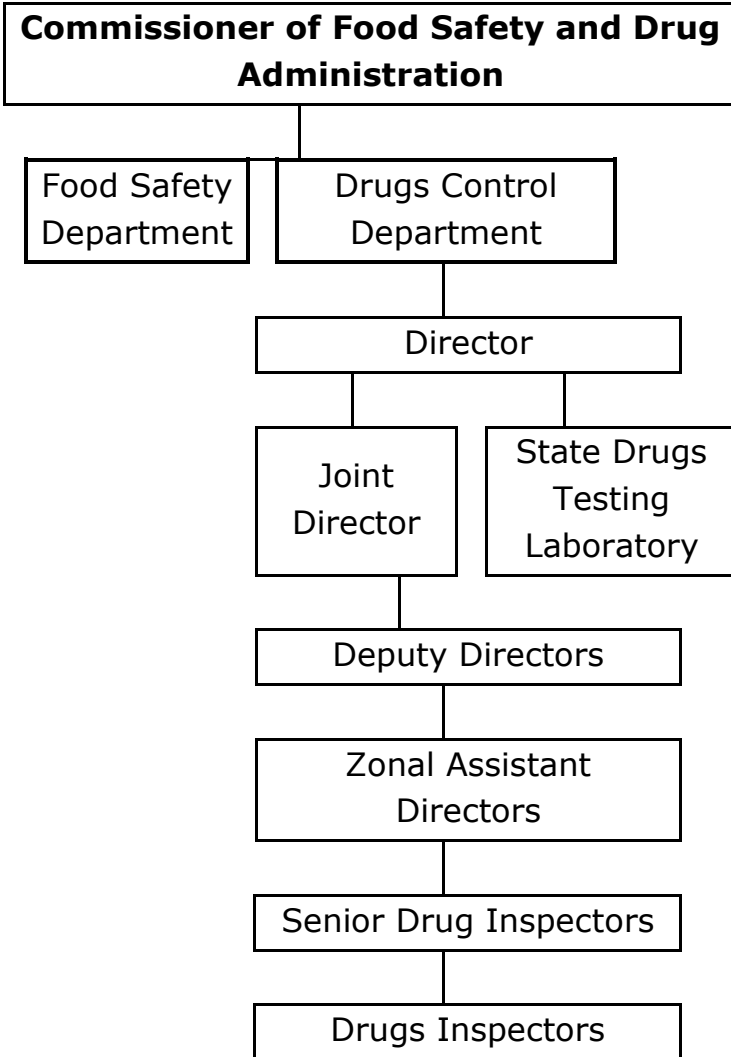 Commissioner of Food Safety and Drug
Administration
Food Safety
Department
Drugs Control
Department
Director
Joint
Director
State Drugs
Testing
Laboratory
Deputy Directors
Zonal Assistant
Directors
Senior Drug Inspectors
Drugs Inspectors